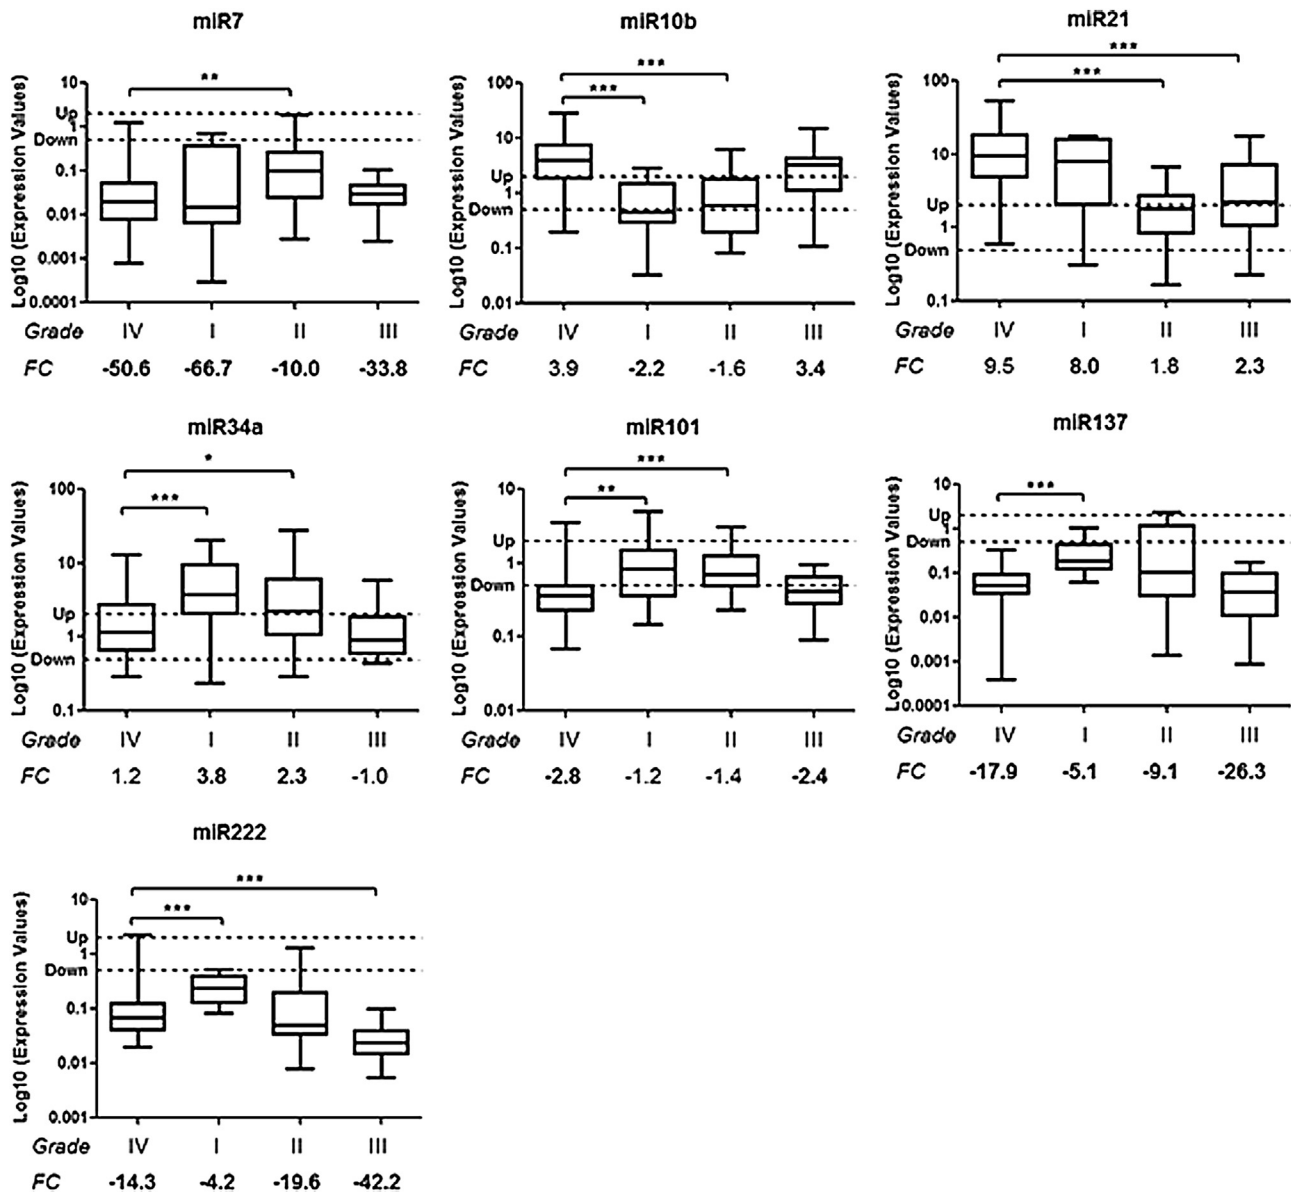 miR7
**
Log10 (Expression Values)
10
Up
1
Down
0.1
0.01
0.001
0.0001
Grade IV I II III
FC -50.6 -66.7 -10.0 -33.8
miR10b
***
***
Log10 (Expression Values)
100
10
Up
1
Down
0.1
0.01
Grade IV I II III
FC 3.9 -2.2 -1.6 3.4
miR21
***
***
Log10 (Expression Values)
100
10
Up
1
Down
0.1
Grade IV I II III
FC 9.5 8.0 1.8 2.3
miR34a
*
***
Log10 (Expression Values)
100
10
Up
1
Down
0.1
Grade IV I II III
FC 1.2 3.8 2.3 -1.0
miR101
***
**
Log10 (Expression Values)
10
Up
1
Down
0.1
0.01
Grade IV I II III
FC -2.8 -1.2 -1.4 -2.4
miR137
***
Log10 (Expression Values)
10
Up
1
Down
0.1
0.01
0.001
0.0001
Grade IV I II III
FC -17.9 -5.1 -9.1 -26.3
miR222
***
***
Log10 (Expression Values)
10
Up
1
Down
0.1
0.01
0.001
Grade IV I II III
FC -14.3 -4.2 -19.6 -42.2